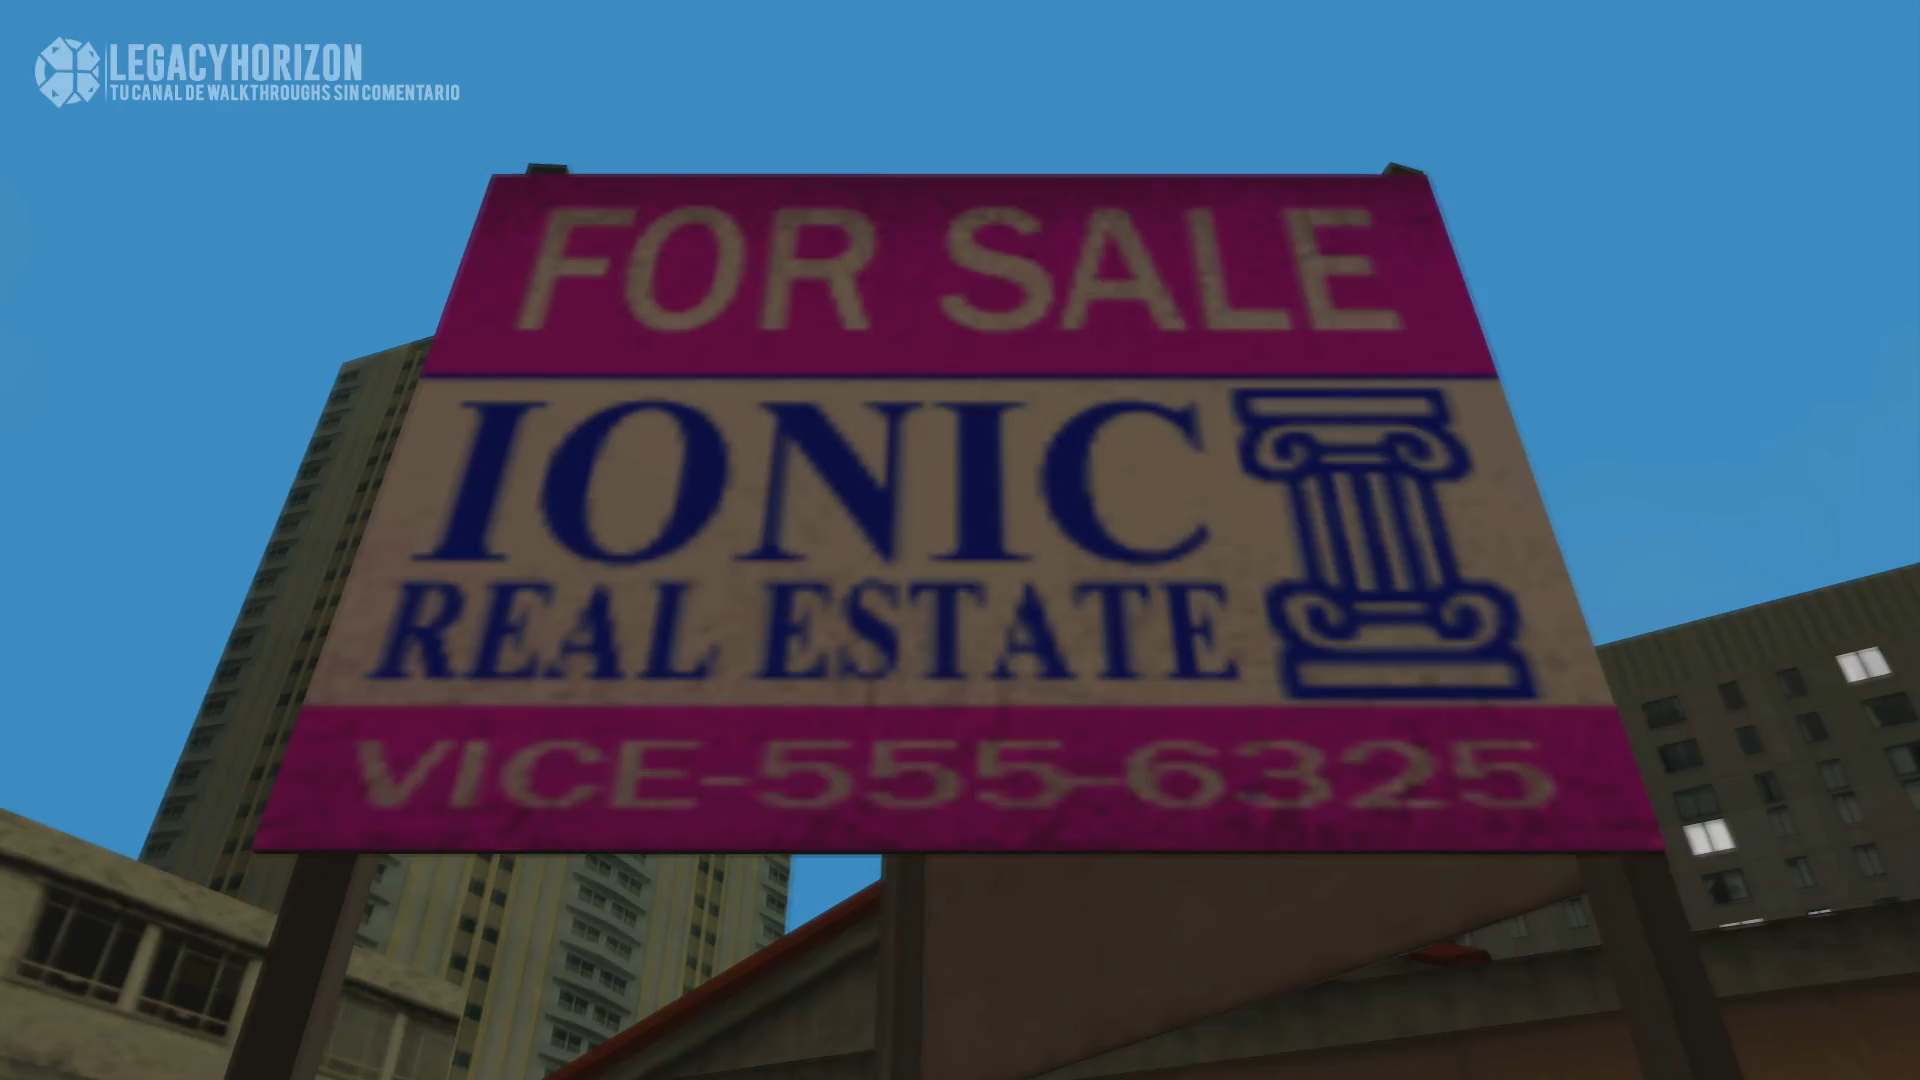 LEGACYHORIZON
TU CANAL DE WALKTHROUGHS SIN COMENTARIO
FOR SALE
IONIC
REAL ESTATE
VICE-555-6325